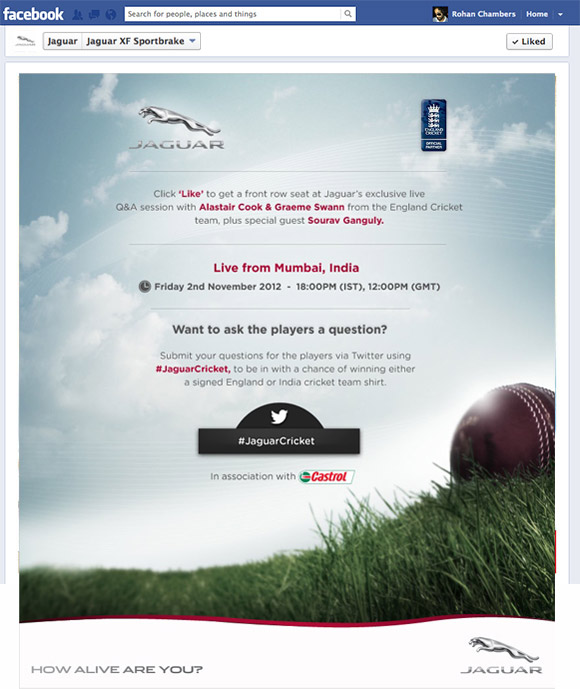 facebook
Search for people, places and things
Rohan Chambers
Home
JAGUAR
Jaguar
Jaguar XF Sportbrake
✓ Liked
JAGUAR
ENGLAND
CRICKET
OFFICIAL
PARTNER
Click ‘Like’ to get a front row seat at Jaguar's exclusive live
Q&A session with Alastair Cook & Graeme Swann from the England Cricket
team, plus special guest Sourav Ganguly.
Live from Mumbai, India
Friday 2nd November 2012 - 18:00PM (IST), 12:00PM (GMT)
Want to ask the players a question?
Submit your questions for the players via Twitter using
#JaguarCricket, to be in with a chance of winning either
a signed England or India cricket team shirt.
#JaguarCricket
In association with Castrol
HOW ALIVE ARE YOU?
JAGUAR